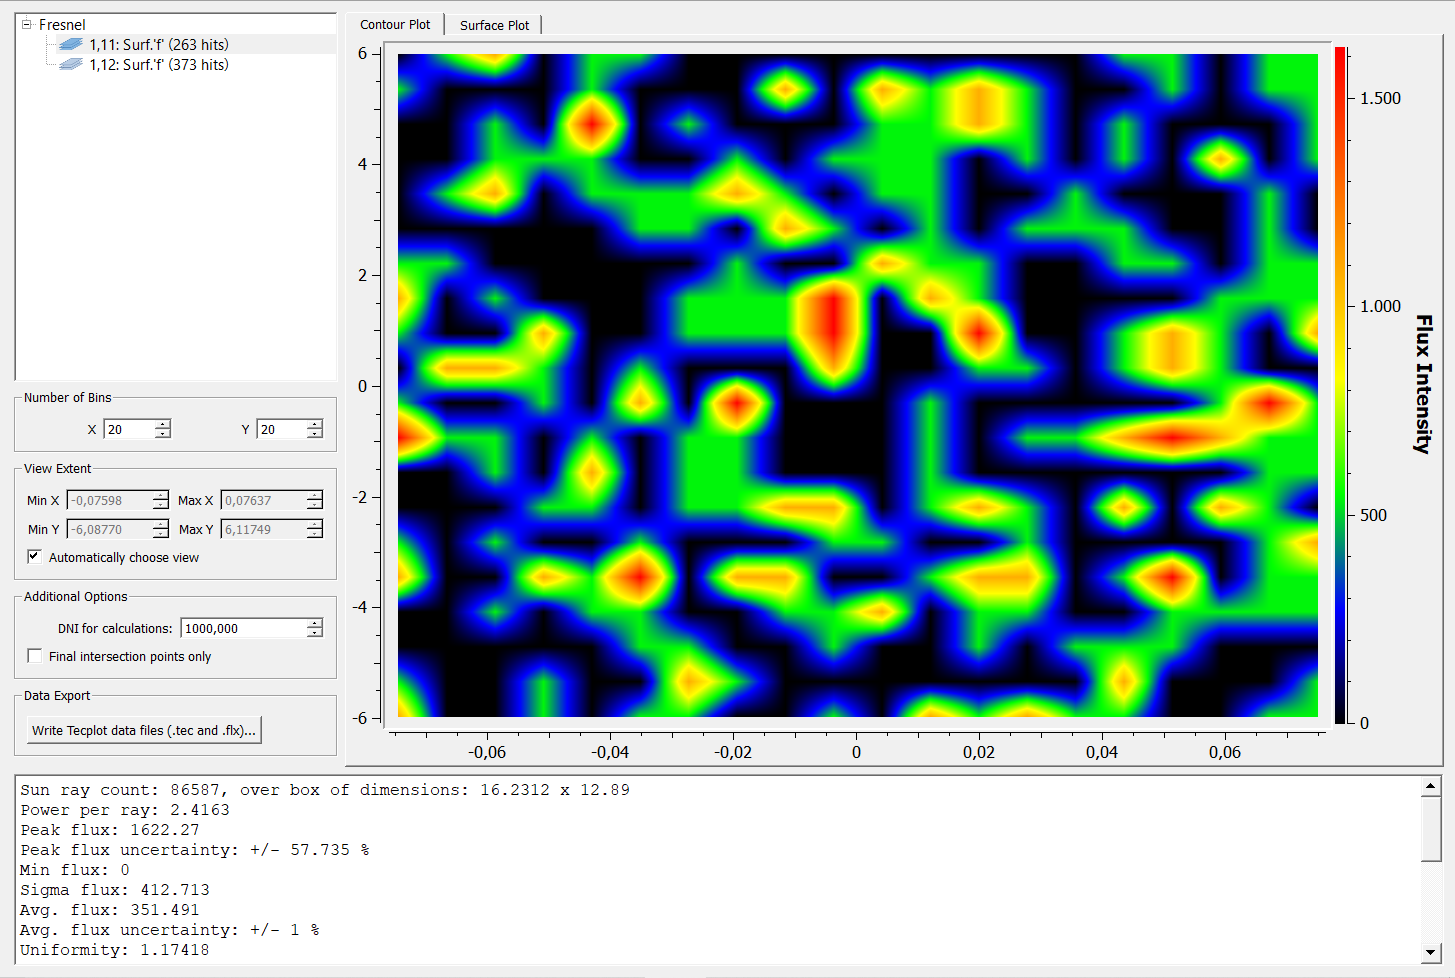 Fresnel
1,11: Surf.'f' (263 hits)
1,12: Surf.'f' (373 hits)
Number of Bins
X 20 Y 20
View Extent
Min X -0,07598 Max X 0,07637
Min Y -6,08770 Max Y 6,11749
Automatically choose view
Additional Options
DNI for calculations: 1000,000
Final intersection points only
Data Export
Write Tecplot data files (.tec and .flx)...
Contour Plot Surface Plot
6
4
2
0
-2
-4
-6
-0,06 -0,04 -0,02 0 0,02 0,04 0,06
1.500
1.000
500
0
Flux Intensity
Sun ray count: 86587, over box of dimensions: 16.2312 x 12.89
Power per ray: 2.4163
Peak flux: 1622.27
Peak flux uncertainty: +/- 57.735 %
Min flux: 0
Sigma flux: 412.713
Avg. flux: 351.491
Avg. flux uncertainty: +/- 1 %
Uniformity: 1.17418